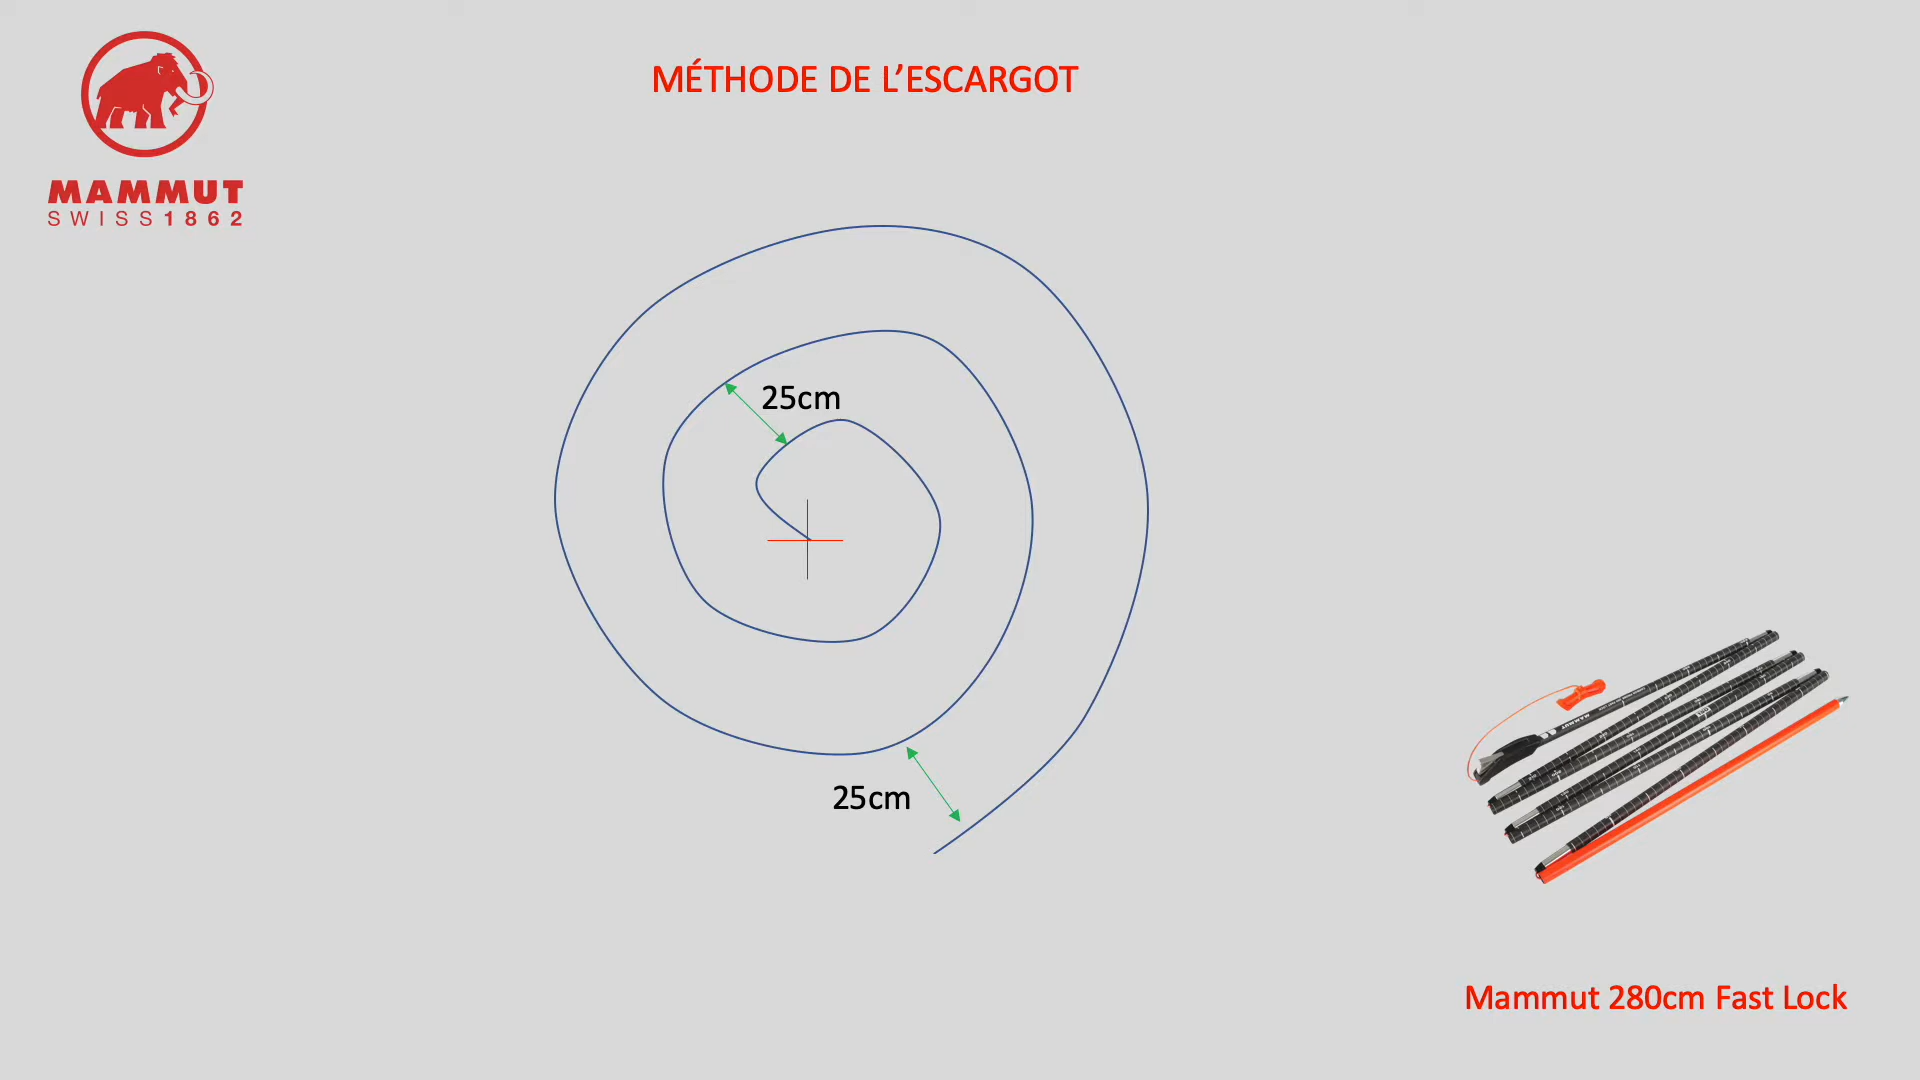 MAMMUT
SWISS1862
MÉTHODE DE L’ESCARGOT
25cm
25cm
Mammut 280cm Fast Lock